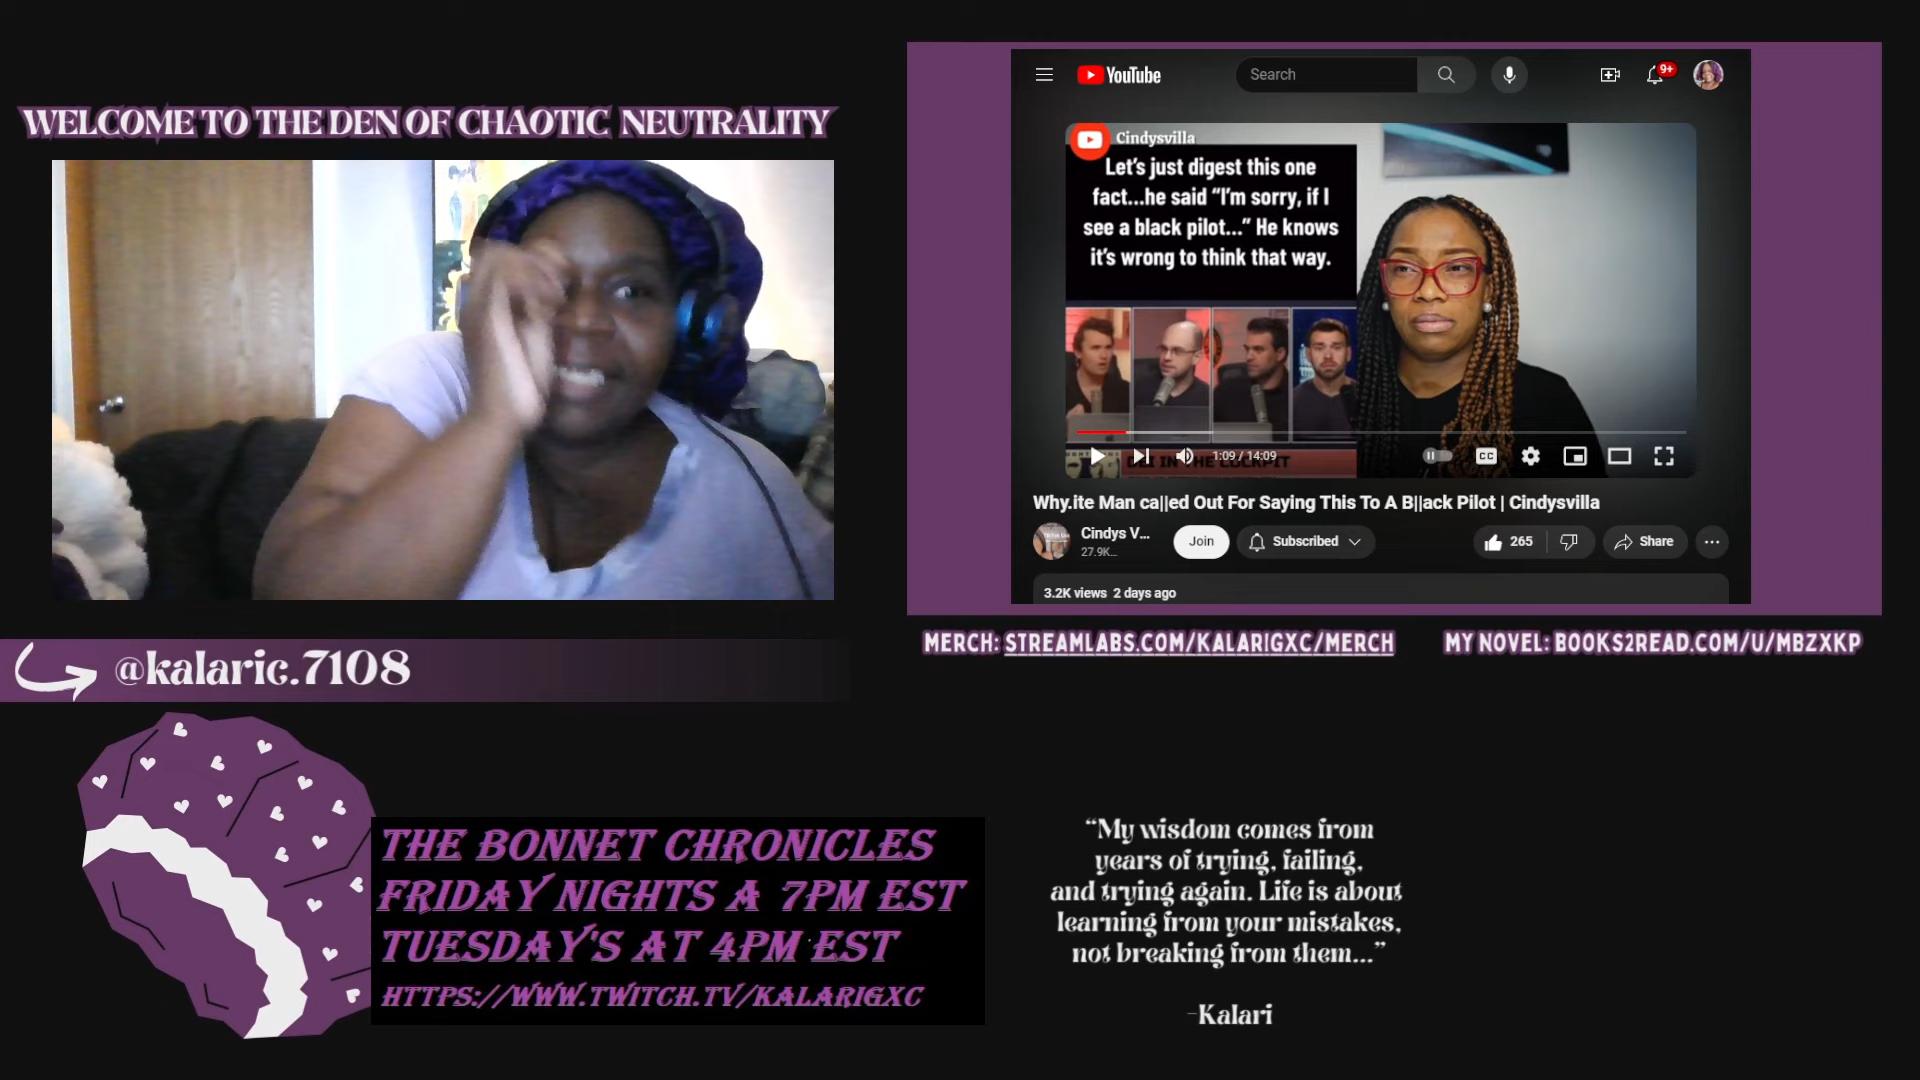 WELCOME TO THE DEN OF CHAOTIC NEUTRALITY
YouTube
Search
9+
Cindysvilla
Let's just digest this one
fact...he said "I'm sorry, if I
see a black pilot..." He knows
it's wrong to think that way.
DEI IN THE COCKPIT
1:09 / 14:09
CC
Why.ite Man ca||ed Out For Saying This To A B||ack Pilot | Cindysvilla
Cindys V...
27.9K...
Join
Subscribed
265
Share
3.2K views 2 days ago
MERCH: STREAMLABS.COM/KALARIGXC/MERCH
MY NOVEL: BOOKS2READ.COM/U/MBZXKP
@kalaric.7108
THE BONNET CHRONICLES
FRIDAY NIGHTS A 7PM EST
TUESDAY'S AT 4PM EST
HTTPS://WWW.TWITCH.TV/KALARIGXC
"My wisdom comes from
years of trying, failing,
and trying again. Life is about
learning from your mistakes,
not breaking from them..."
-Kalari